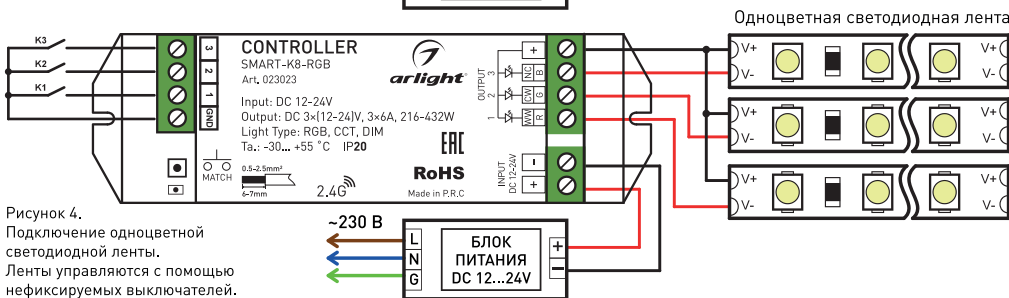 Одноцветная светодиодная лента
K3
K2
K1
3
2
1
GND
CONTROLLER
SMART-K8-RGB
Art. 023023
Input: DC 12-24V
Output: DC 3×(12-24)V, 3×6A, 216-432W
Light Type: RGB, CCT, DIM
Ta.: -30... +55 °C IP20
MATCH
0.5-2.5mm²
6-7mm
2.4G
arlight®
EAC
RoHS
Made in P.R.C
OUTPUT
3
2
1
+
NC B
CW G
WW R
INPUT
DC 12-24V
-
+
V+
V-
V+
V-
V+
V-
V+
V-
V+
V-
V+
V-
Рисунок 4.
Подключение одноцветной
светодиодной ленты.
Ленты управляются с помощью
нефиксируемых выключателей.
~230 В
L
N
G
БЛОК
ПИТАНИЯ
DC 12...24V
+
−